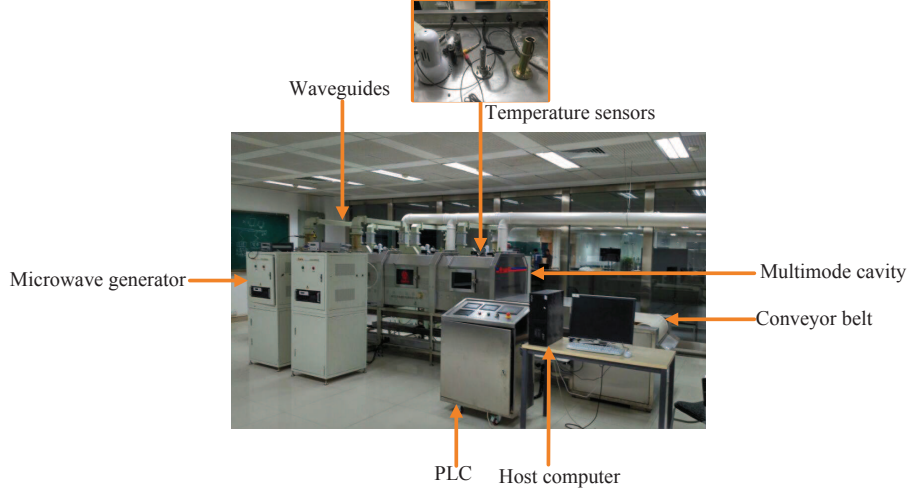 Waveguides
Temperature sensors
Microwave generator
Multimode cavity
Conveyor belt
PLC
Host computer